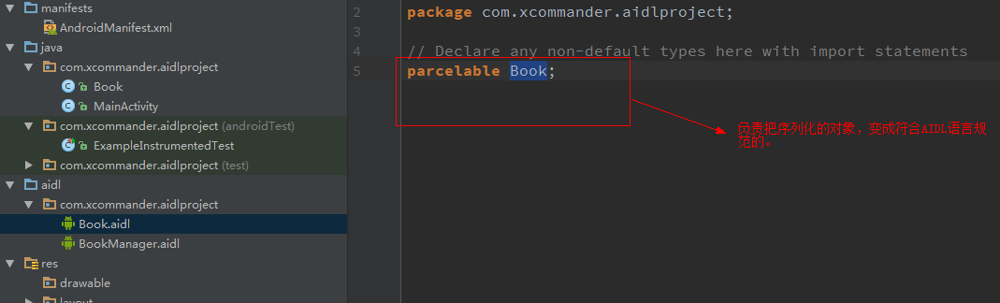 manifests
AndroidManifest.xml
java
com.xcommander.aidlproject
Book
MainActivity
com.xcommander.aidlproject (androidTest)
ExampleInstrumentedTest
com.xcommander.aidlproject (test)
aidl
com.xcommander.aidlproject
Book.aidl
BookManager.aidl
res
drawable
layout
2 package com.xcommander.aidlproject;
3
4 // Declare any non-default types here with import statements
5 parcelable Book;
负责把序列化的对象，变成符合AIDL语言规
范的。